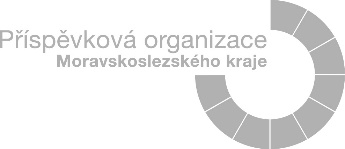 Příspěvková organizace
Moravskoslezského kraje